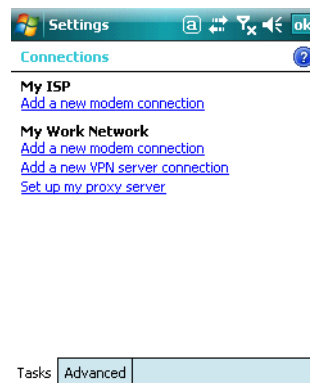 Settings
a
ok
Connections
?
My ISP
Add a new modem connection
My Work Network
Add a new modem connection
Add a new VPN server connection
Set up my proxy server
Tasks Advanced